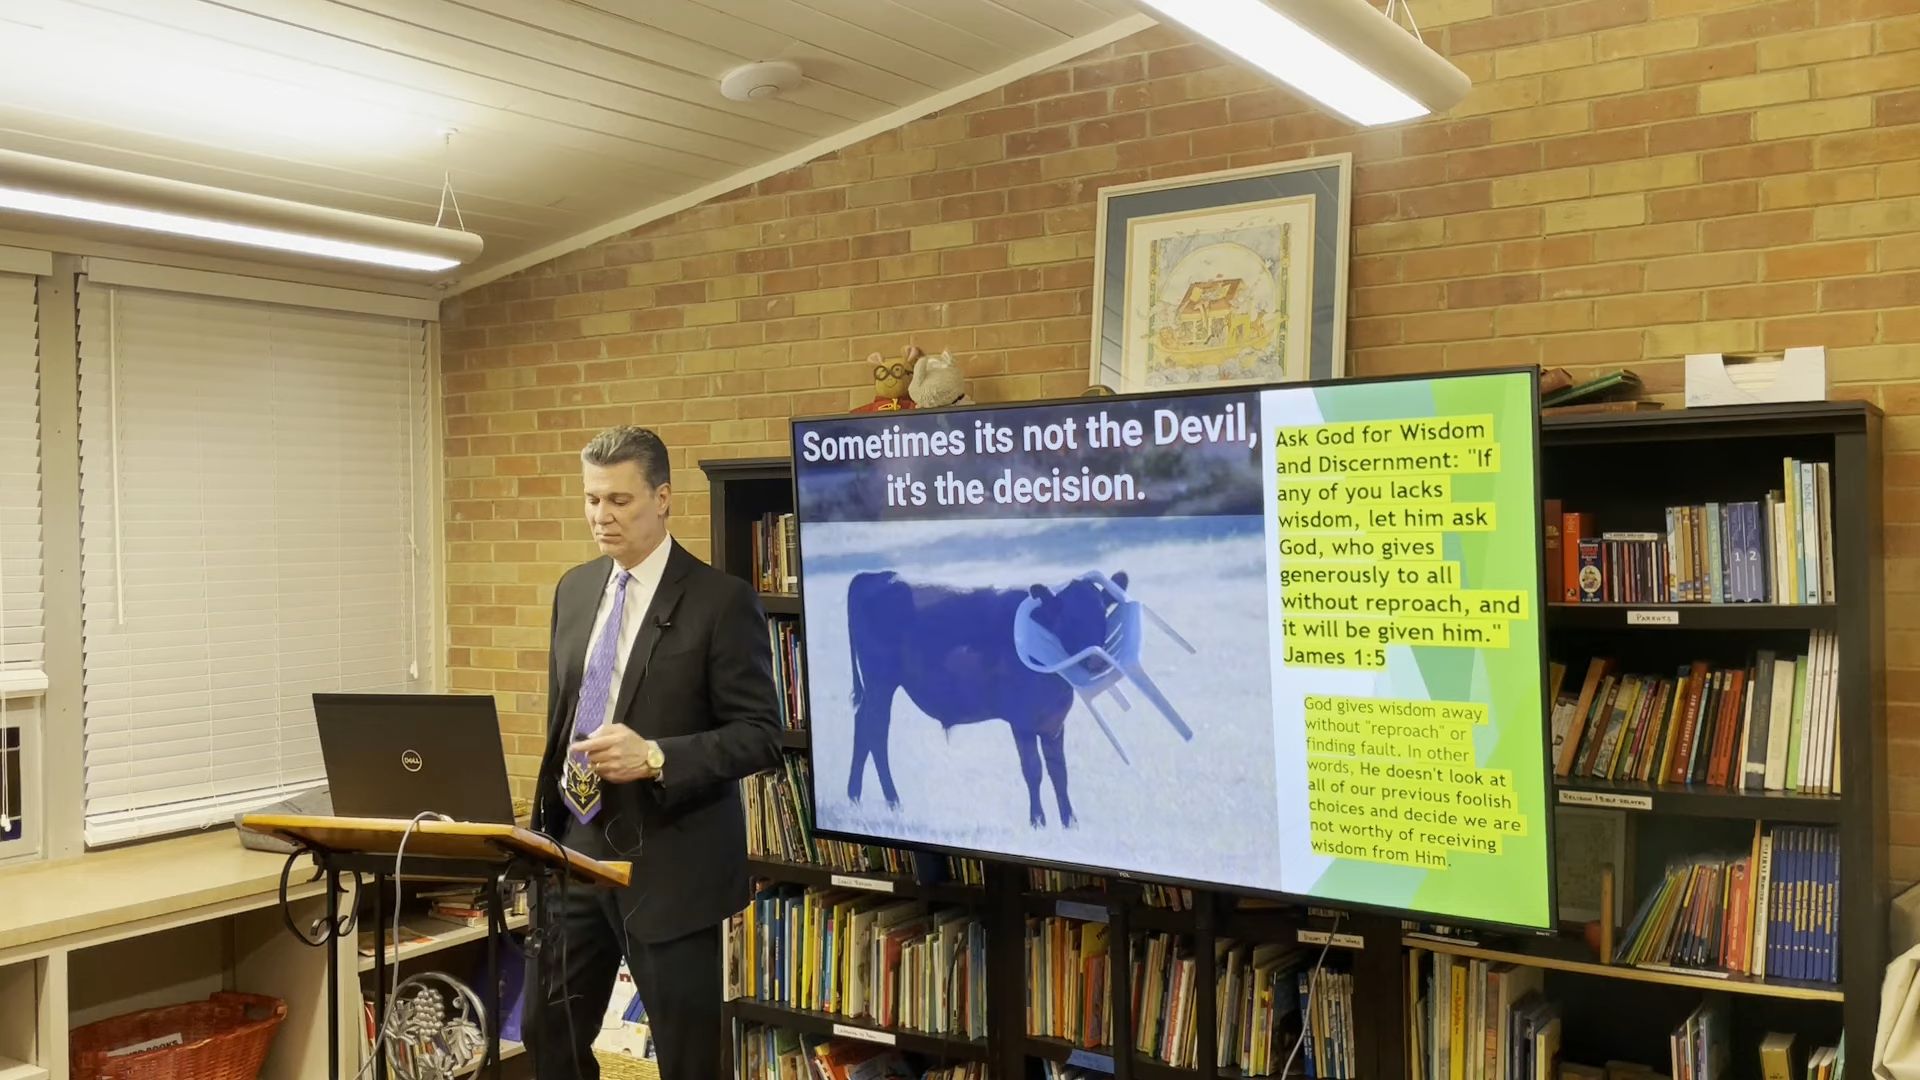 Sometimes its not the Devil,
it's the decision.
Ask God for Wisdom
and Discernment: "If
any of you lacks
wisdom, let him ask
God, who gives
generously to all
without reproach, and
it will be given him."
James 1:5
God gives wisdom away
without "reproach" or
finding fault. In other
words, He doesn't look at
all of our previous foolish
choices and decide we are
not worthy of receiving
wisdom from Him.
DELL
TCL
PARENTS
1 2